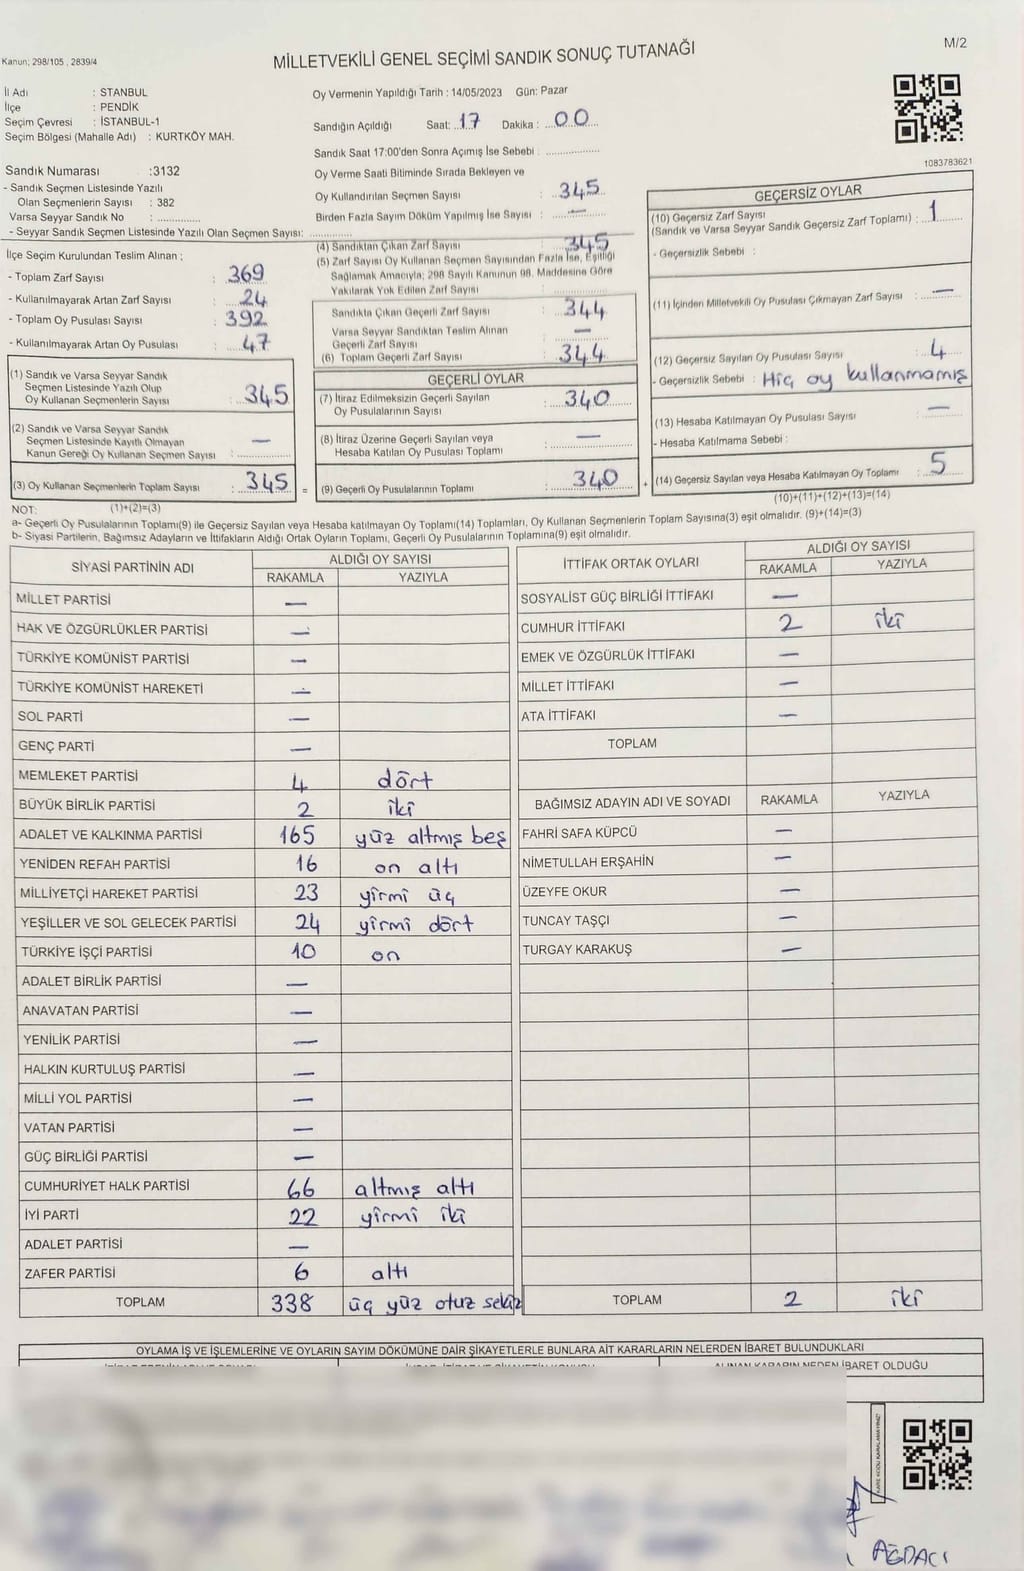 M/2
Kanun; 298/105 , 2839/4
MİLLETVEKİLİ GENEL SEÇİMİ SANDIK SONUÇ TUTANAĞI
İl Adı : STANBUL
İlçe : PENDİK
Seçim Çevresi : İSTANBUL-1
Seçim Bölgesi (Mahalle Adı) : KURTKÖY MAH.
Oy Vermenin Yapıldığı Tarih : 14/05/2023 Gün: Pazar
Sandığın Açıldığı Saat: 17 Dakika : 00
Sandık Saat 17:00'den Sonra Açımış İse Sebebi :
1083783621
Sandık Numarası :3132
- Sandık Seçmen Listesinde Yazılı
Olan Seçmenlerin Sayısı : 382
Varsa Seyyar Sandık No :
- Seyyar Sandık Seçmen Listesinde Yazılı Olan Seçmen Sayısı:
Oy Verme Saati Bitiminde Sırada Bekleyen ve
Oy Kullandırılan Seçmen Sayısı : 345
Birden Fazla Sayım Döküm Yapılmış İse Sayısı : —
İlçe Seçim Kurulundan Teslim Alınan ;
- Toplam Zarf Sayısı : 369
- Kullanılmayarak Artan Zarf Sayısı : 24
- Toplam Oy Pusulası Sayısı : 392
- Kullanılmayarak Artan Oy Pusulası : 47
(4) Sandıktan Çıkan Zarf Sayısı : 345
(5) Zarf Sayısı Oy Kullanan Seçmen Sayısından Fazla İse, Eşitliği
Sağlamak Amacıyla; 298 Sayılı Kanunun 98. Maddesine Göre
Yakılarak Yok Edilen Zarf Sayısı :
Sandıkta Çıkan Geçerli Zarf Sayısı : 344
Varsa Seyyar Sandıktan Teslim Alınan
Geçerli Zarf Sayısı : —
(6) Toplam Geçerli Zarf Sayısı : 344
GEÇERSİZ OYLAR
(10) Geçersiz Zarf Sayısı
(Sandık ve Varsa Seyyar Sandık Geçersiz Zarf Toplamı) : 1
- Geçersizlik Sebebi :
(11) İçinden Milletvekili Oy Pusulası Çıkmayan Zarf Sayısı : —
(12) Geçersiz Sayılan Oy Pusulası Sayısı : 4
- Geçersizlik Sebebi : Hiç oy kullanmamış
(13) Hesaba Katılmayan Oy Pusulası Sayısı : —
- Hesaba Katılmama Sebebi :
(14) Geçersiz Sayılan veya Hesaba Katılmayan Oy Toplamı : 5
(10)+(11)+(12)+(13)=(14)
(1) Sandık ve Varsa Seyyar Sandık
Seçmen Listesinde Yazılı Olup
Oy Kullanan Seçmenlerin Sayısı : 345
(2) Sandık ve Varsa Seyyar Sandık
Seçmen Listesinde Kayıtlı Olmayan
Kanun Gereği Oy Kullanan Seçmen Sayısı : —
(3) Oy Kullanan Seçmenlerin Toplam Sayısı : 345 =
(1)+(2)=(3)
GEÇERLİ OYLAR
(7) İtiraz Edilmeksizin Geçerli Sayılan
Oy Pusulalarının Sayısı : 340
(8) İtiraz Üzerine Geçerli Sayılan veya
Hesaba Katılan Oy Pusulası Toplamı : —
(9) Geçerli Oy Pusulalarının Toplamı : 340 +
NOT:
a- Geçerli Oy Pusulalarının Toplamı(9) ile Geçersiz Sayılan veya Hesaba katılmayan Oy Toplamı(14) Toplamları, Oy Kullanan Seçmenlerin Toplam Sayısına(3) eşit olmalıdır. (9)+(14)=(3)
b- Siyasi Partilerin, Bağımsız Adayların ve İttifakların Aldığı Ortak Oyların Toplamı, Geçerli Oy Pusulalarının Toplamına(9) eşit olmalıdır.
SİYASİ PARTİNİN ADI ALDIĞI OY SAYISI
RAKAMLA YAZIYLA
MİLLET PARTİSİ —
HAK VE ÖZGÜRLÜKLER PARTİSİ —
TÜRKİYE KOMÜNİST PARTİSİ —
TÜRKİYE KOMÜNİST HAREKETİ —
SOL PARTİ —
GENÇ PARTİ —
MEMLEKET PARTİSİ 4 dört
BÜYÜK BİRLİK PARTİSİ 2 iki
ADALET VE KALKINMA PARTİSİ 165 yüz altmış beş
YENİDEN REFAH PARTİSİ 16 on altı
MİLLİYETÇİ HAREKET PARTİSİ 23 yirmi üç
YEŞİLLER VE SOL GELECEK PARTİSİ 24 yirmi dört
TÜRKİYE İŞÇİ PARTİSİ 10 on
ADALET BİRLİK PARTİSİ —
ANAVATAN PARTİSİ —
YENİLİK PARTİSİ —
HALKIN KURTULUŞ PARTİSİ —
MİLLİ YOL PARTİSİ —
VATAN PARTİSİ —
GÜÇ BİRLİĞİ PARTİSİ —
CUMHURİYET HALK PARTİSİ 66 altmış altı
İYİ PARTİ 22 yirmi iki
ADALET PARTİSİ —
ZAFER PARTİSİ 6 altı
TOPLAM 338 üç yüz otuz sekiz
İTTİFAK ORTAK OYLARI ALDIĞI OY SAYISI
RAKAMLA YAZIYLA
SOSYALİST GÜÇ BİRLİĞİ İTTİFAKI —
CUMHUR İTTİFAKI 2 iki
EMEK VE ÖZGÜRLÜK İTTİFAKI —
MİLLET İTTİFAKI —
ATA İTTİFAKI —
TOPLAM
BAĞIMSIZ ADAYIN ADI VE SOYADI RAKAMLA YAZIYLA
FAHRİ SAFA KÜPCÜ —
NİMETULLAH ERŞAHİN —
ÜZEYFE OKUR —
TUNCAY TAŞÇI —
TURGAY KARAKUŞ —
TOPLAM 2 iki
OYLAMA İŞ VE İŞLEMLERİNE VE OYLARIN SAYIM DÖKÜMÜNE DAİR ŞİKAYETLERLE BUNLARA AİT KARARLARIN NELERDEN İBARET BULUNDUKLARI
ALINAN KARARIN NEDEN İBARET OLDUĞU
KARE KODU KARALAMAYINIZ
AĞDACI